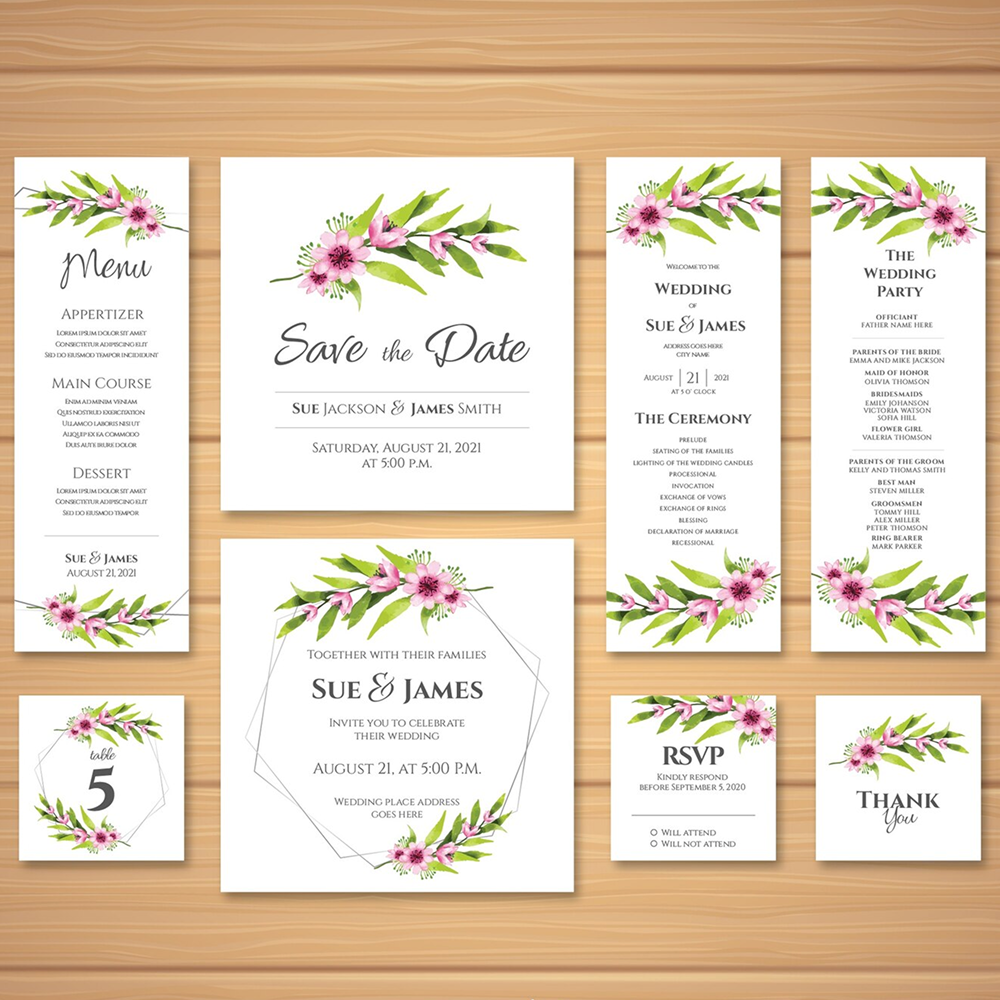 Menu
APPERTIZER
LOREM IPSUM DOLOR SIT AMET
CONSECTETUR ADIPISCING ELIT
SED DO EIUSMOD TEMPOR INCIDIDUNT
MAIN COURSE
ENIM AD MINIM VENIAM
QUIS NOSTRUD EXERCITATION
ULLAMCO LABORIS NISI UT
ALIQUIP EX EA COMMODO
DUIS AUTE IRURE DOLOR
DESSERT
LOREM IPSUM DOLOR SIT AMET
CONSECTETUR ADIPISCING ELIT
SED DO EIUSMOD TEMPOR
SUE & JAMES
AUGUST 21, 2021
Save the Date
SUE JACKSON & JAMES SMITH
SATURDAY, AUGUST 21, 2021
AT 5:00 P.M.
WELCOME TO THE
WEDDING
OF
SUE & JAMES
ADDRESS GOES HERE
CITY NAME
AUGUST 21 2021
AT 5 O' CLOCK
THE CEREMONY
PRELUDE
SEATING OF THE FAMILIES
LIGHTING OF THE WEDDING CANDLES
PROCESSIONAL
INVOCATION
EXCHANGE OF VOWS
EXCHANGE OF RINGS
BLESSING
DECLARATION OF MARRIAGE
RECESSIONAL
THE
WEDDING
PARTY
OFFICIANT
FATHER NAME HERE
PARENTS OF THE BRIDE
EMMA AND MIKE JACKSON
MAID OF HONOR
OLIVIA THOMSON
BRIDESMAIDS
EMILY JOHANSON
VICTORIA WATSON
SOFIA HILL
FLOWER GIRL
VALERIA THOMSON
PARENTS OF THE GROOM
KELLY AND THOMAS SMITH
BEST MAN
STEVEN MILLER
GROOMSMEN
TOMMY HILL
ALEX MILLER
PETER THOMSON
RING BEARER
MARK PARKER
TOGETHER WITH THEIR FAMILIES
SUE & JAMES
INVITE YOU TO CELEBRATE
THEIR WEDDING
AUGUST 21, AT 5:00 P.M.
WEDDING PLACE ADDRESS
GOES HERE
table
5
RSVP
KINDLY RESPOND
BEFORE SEPTEMBER 5, 2020
WILL ATTEND
WILL NOT ATTEND
THANK
You